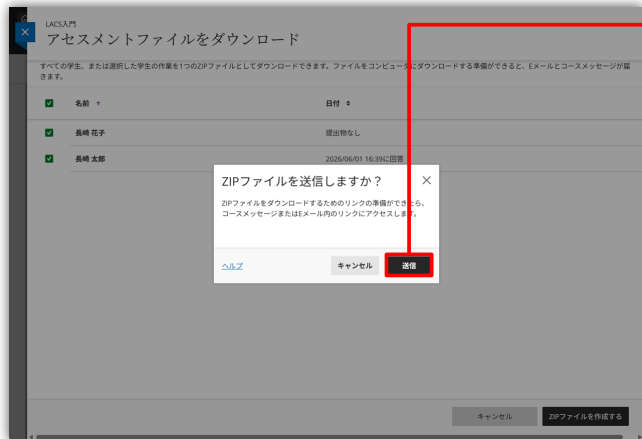 LACS入門
アセスメントファイルをダウンロード
すべての学生、または選択した学生の作業を1つのZIPファイルとしてダウンロードできます。ファイルをコンピュータにダウンロードする準備ができると、Eメールとコースメッセージが届
きます。
名前 ↑ 日付
長崎 花子 提出物なし
長崎 太郎 2026/06/01 16:39に回答
ZIPファイルを送信しますか？
ZIPファイルをダウンロードするためのリンクの準備ができたら、
コースメッセージまたはEメール内のリンクにアクセスします。
ヘルプ キャンセル 送信
キャンセル ZIPファイルを作成する